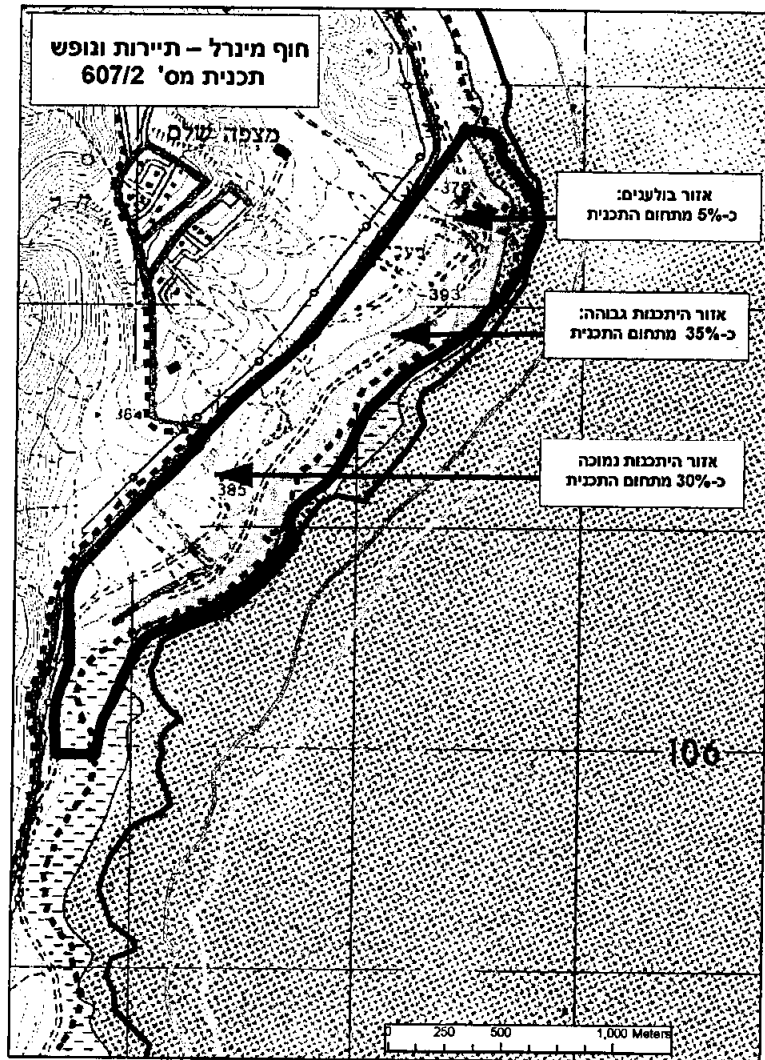 חוף מינרל – תיירות ונופש
תכנית מס' 607/2
מצפה שלם
אזור בולענים:
כ-5% מתחום התכנית
393
אזור היתכנות גבוהה:
כ-35% מתחום התכנית
364
אזור היתכנות נמוכה
כ-30% מתחום התכנית
385
106
0 250 500 1,000 Meters